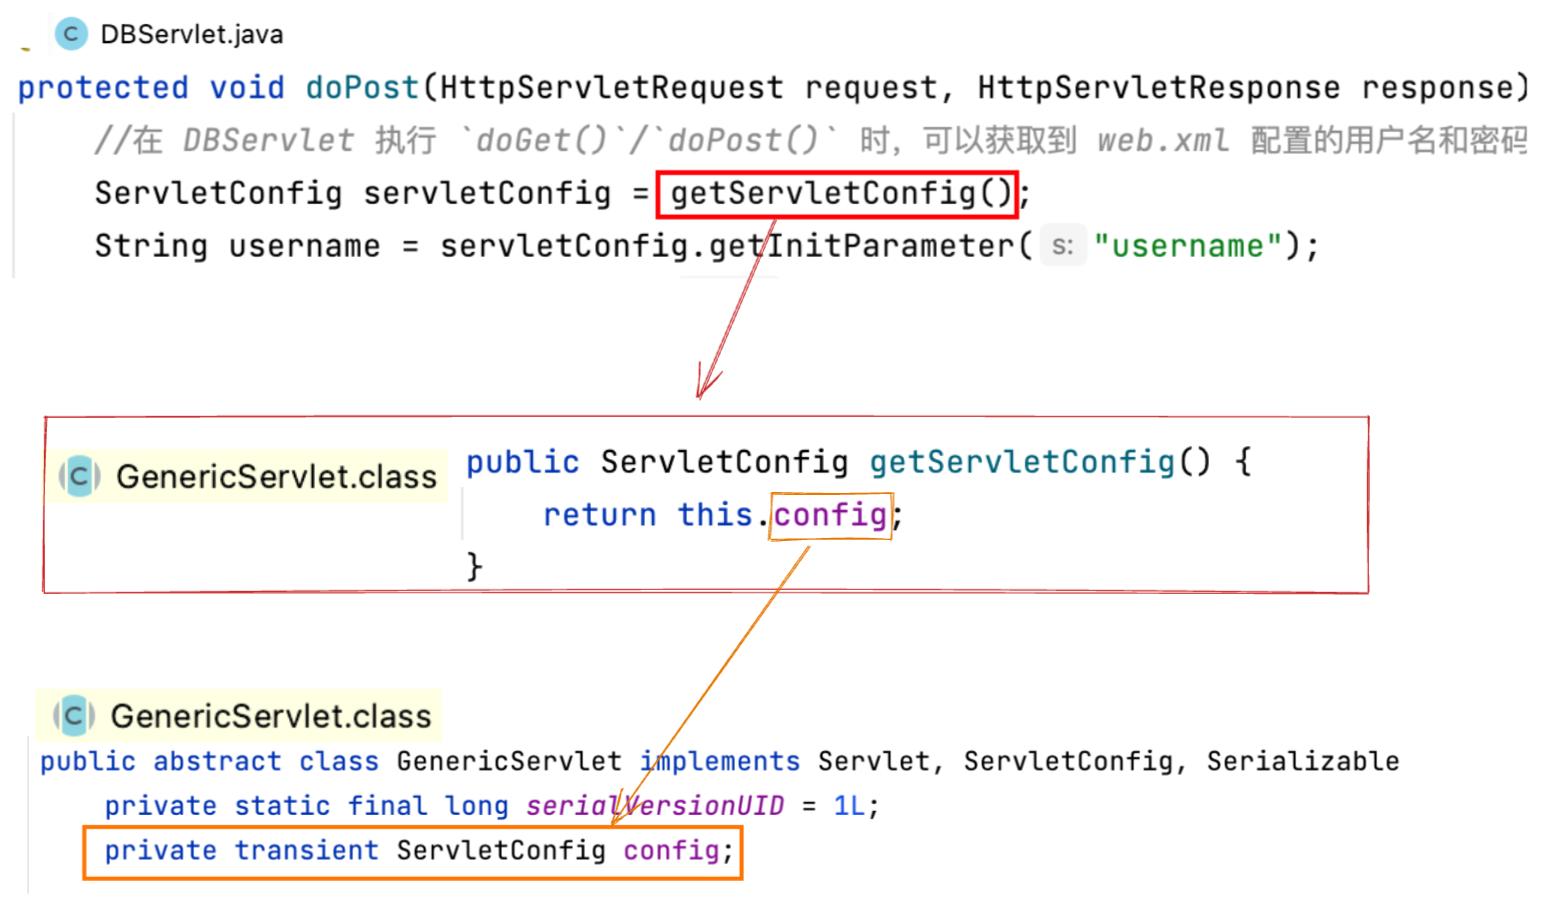 DBServlet.java
protected void doPost(HttpServletRequest request, HttpServletResponse response)
//在 DBServlet 执行 `doGet()`/`doPost()` 时，可以获取到 web.xml 配置的用户名和密码
ServletConfig servletConfig = getServletConfig();
String username = servletConfig.getInitParameter( s: "username");
public ServletConfig getServletConfig() {
GenericServlet.class
return this.config;
}
GenericServlet.class
public abstract class GenericServlet implements Servlet, ServletConfig, Serializable
private static final long serialVersionUID = 1L;
private transient ServletConfig config;